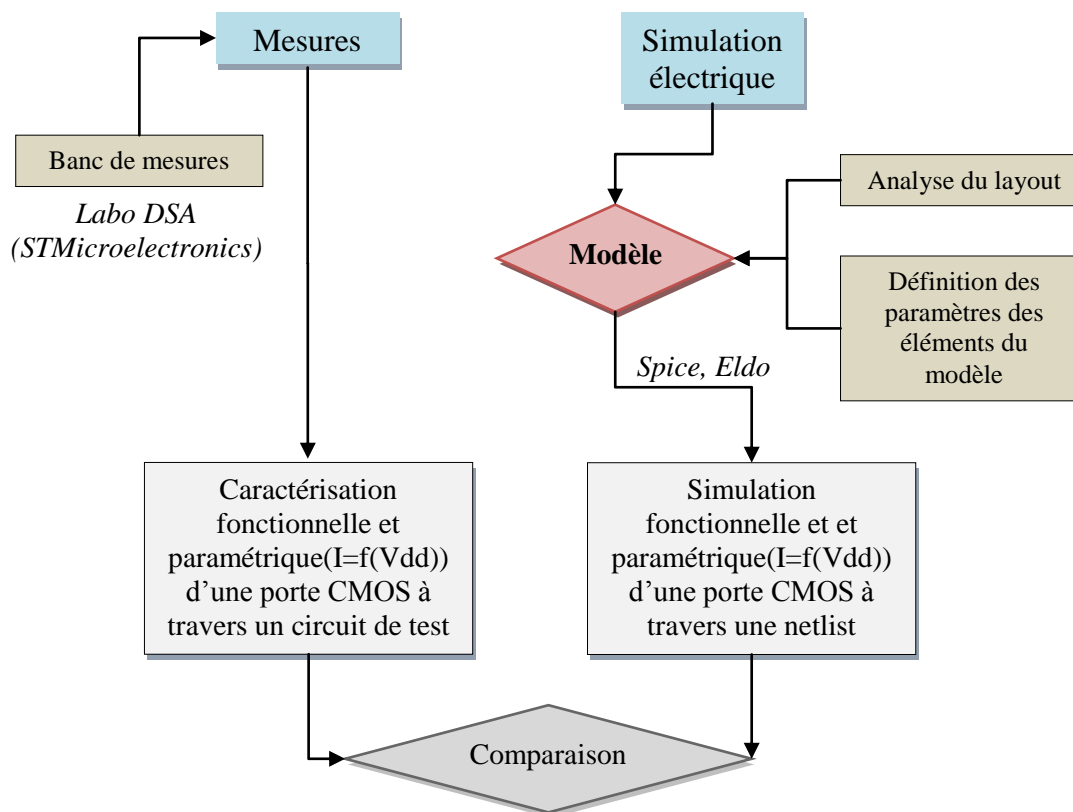 Mesures
Simulation
électrique
Banc de mesures
Labo DSA
(STMicroelectronics)
Analyse du layout
Modèle
Définition des
paramètres des
éléments du
modèle
Spice, Eldo
Caractérisation
fonctionnelle et
paramétrique(I=f(Vdd))
d’une porte CMOS à
travers un circuit de test
Simulation
fonctionnelle et et
paramétrique(I=f(Vdd))
d’une porte CMOS à
travers une netlist
Comparaison